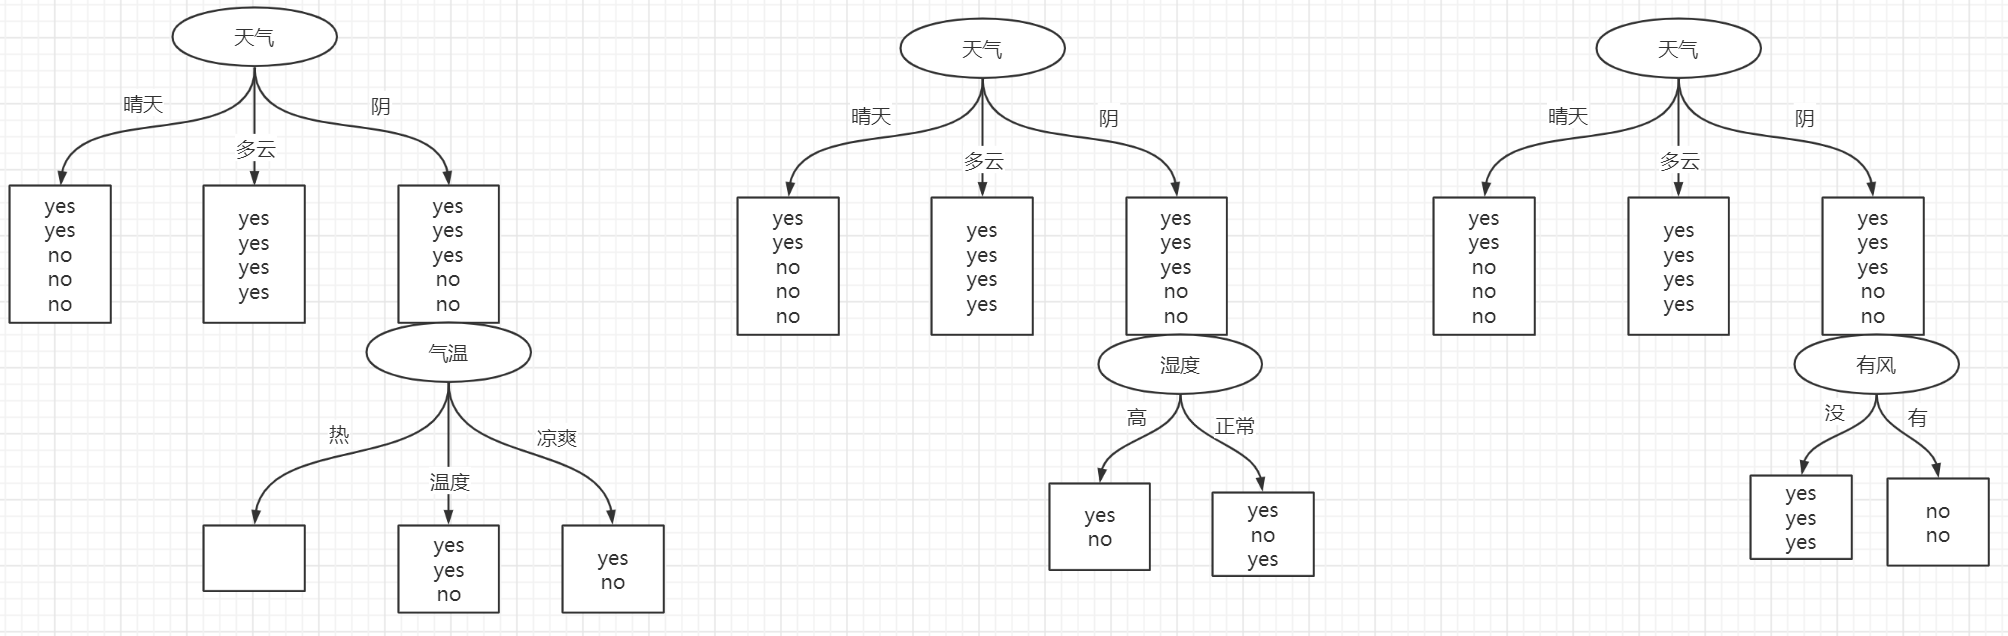 天气
晴天
阴
多云
yes
yes
no
no
no
yes
yes
yes
yes
yes
yes
yes
no
no
气温
热
凉爽
温度
yes
yes
no
yes
no
天气
晴天
阴
多云
yes
yes
no
no
no
yes
yes
yes
yes
yes
yes
yes
no
no
湿度
高
正常
yes
no
yes
no
yes
天气
晴天
阴
多云
yes
yes
no
no
no
yes
yes
yes
yes
yes
yes
yes
no
no
有风
没
有
yes
yes
yes
no
no